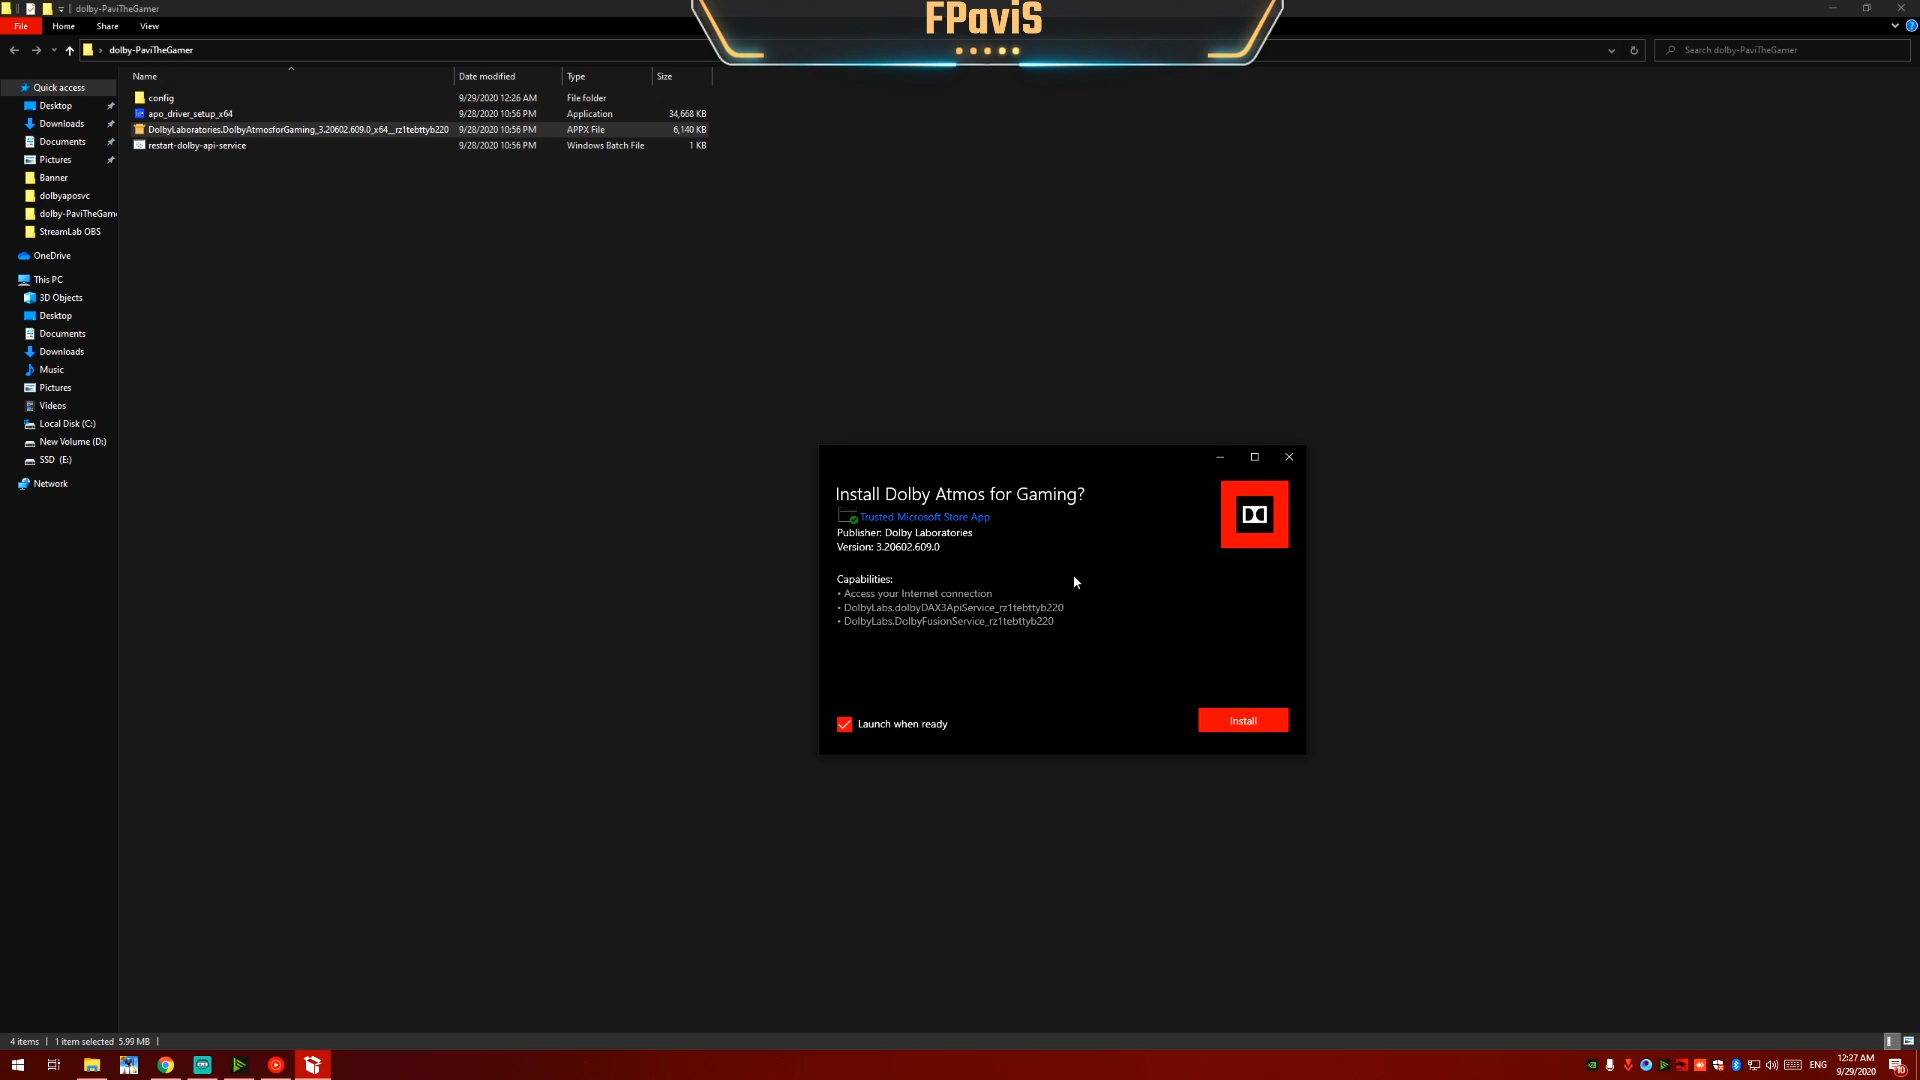 dolby-PaviTheGamer
FPaviS
File Home Share View
dolby-PaviTheGamer
Search dolby-PaviTheGamer
Name Date modified Type Size
Quick access
Desktop
Downloads
Documents
Pictures
Banner
dolbyaposvc
dolby-PaviTheGam
StreamLab OBS
OneDrive
This PC
3D Objects
Desktop
Documents
Downloads
Music
Pictures
Videos
Local Disk (C:)
New Volume (D:)
SSD (E:)
Network
config 9/29/2020 12:26 AM File folder
apo_driver_setup_x64 9/28/2020 10:56 PM Application 34,668 KB
DolbyLaboratories.DolbyAtmosforGaming_3.20602.609.0_x64__rz1tebttyb220 9/28/2020 10:56 PM APPX File 6,140 KB
restart-dolby-api-service 9/28/2020 10:56 PM Windows Batch File 1 KB
Install Dolby Atmos for Gaming?
Trusted Microsoft Store App
Publisher: Dolby Laboratories
Version: 3.20602.609.0
Capabilities:
• Access your Internet connection
• DolbyLabs.dolbyDAX3ApiService_rz1tebttyb220
• DolbyLabs.DolbyFusionService_rz1tebttyb220
Launch when ready
Install
4 items 1 item selected 5.99 MB
ENG
12:27 AM
9/29/2020
10